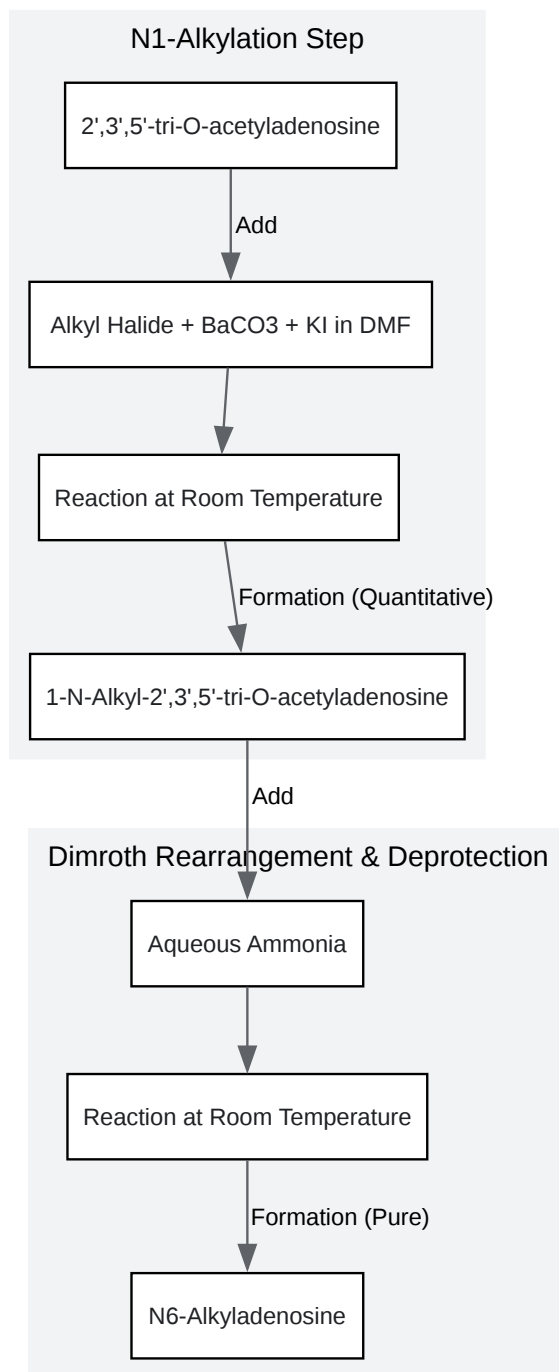 N1-Alkylation Step
2',3',5'-tri-O-acetyladenosine
Add
Alkyl Halide + BaCO3 + KI in DMF
Reaction at Room Temperature
Formation (Quantitative)
1-N-Alkyl-2',3',5'-tri-O-acetyladenosine
Add
Dimroth Rearrangement & Deprotection
Aqueous Ammonia
Reaction at Room Temperature
Formation (Pure)
N6-Alkyladenosine